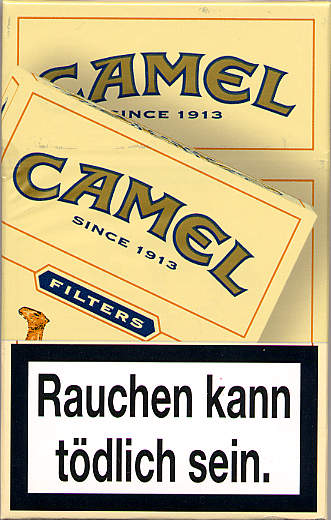 CAMEL
SINCE 1913
CAMEL
SINCE 1913
FILTERS
Rauchen kann
tödlich sein.